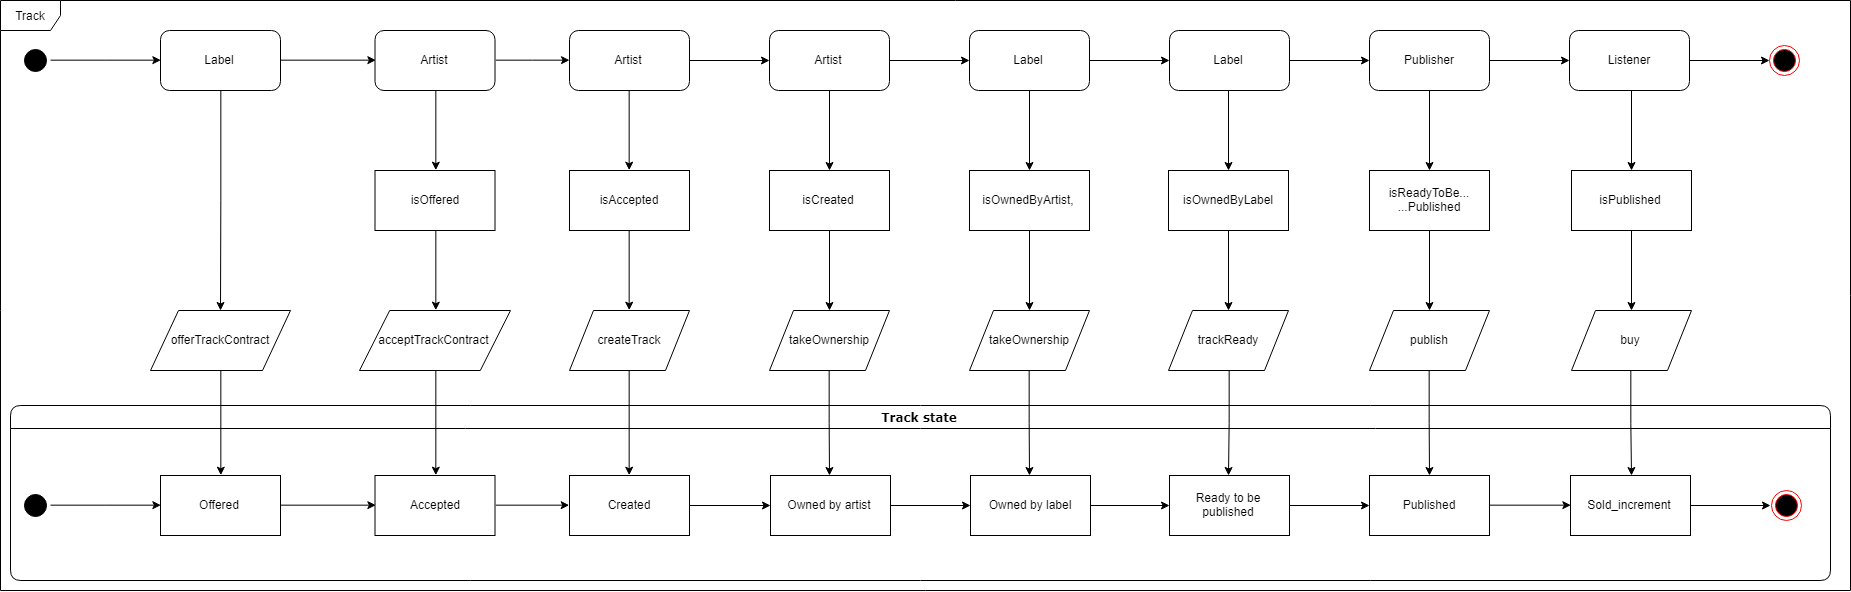 Track
Label
Artist
Artist
Artist
Label
Label
Publisher
Listener
isOffered
isAccepted
isCreated
isOwnedByArtist,
isOwnedByLabel
isReadyToBe...
...Published
isPublished
offerTrackContract
acceptTrackContract
createTrack
takeOwnership
takeOwnership
trackReady
publish
buy
Track state
Offered
Accepted
Created
Owned by artist
Owned by label
Ready to be
published
Published
Sold_increment